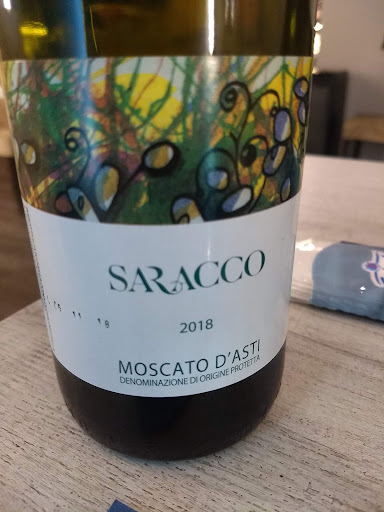 SARACCO
2018
MOSCATO D'ASTI
DENOMINAZIONE DI ORIGINE PROTETTA